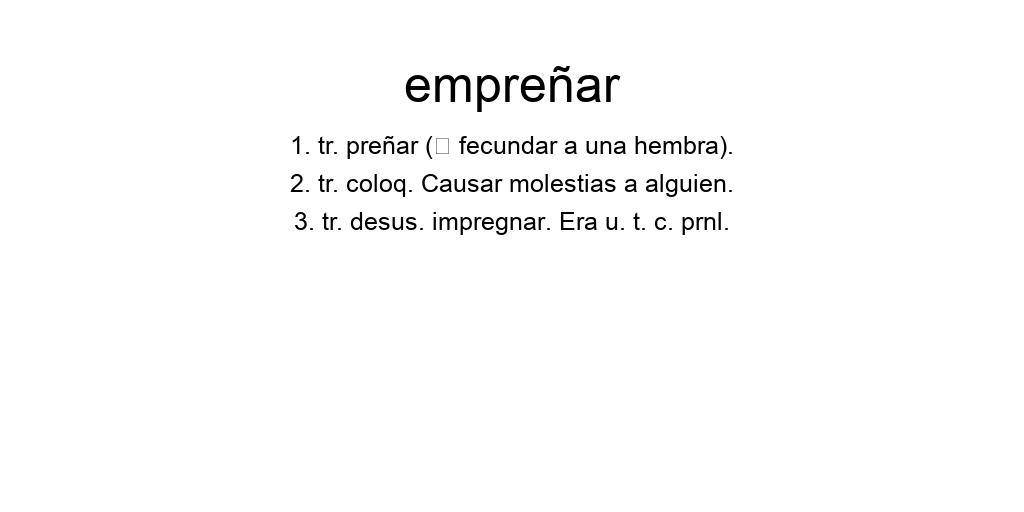 empreñar
1. tr. preñar (□ fecundar a una hembra).
2. tr. coloq. Causar molestias a alguien.
3. tr. desus. impregnar. Era u. t. c. prnl.